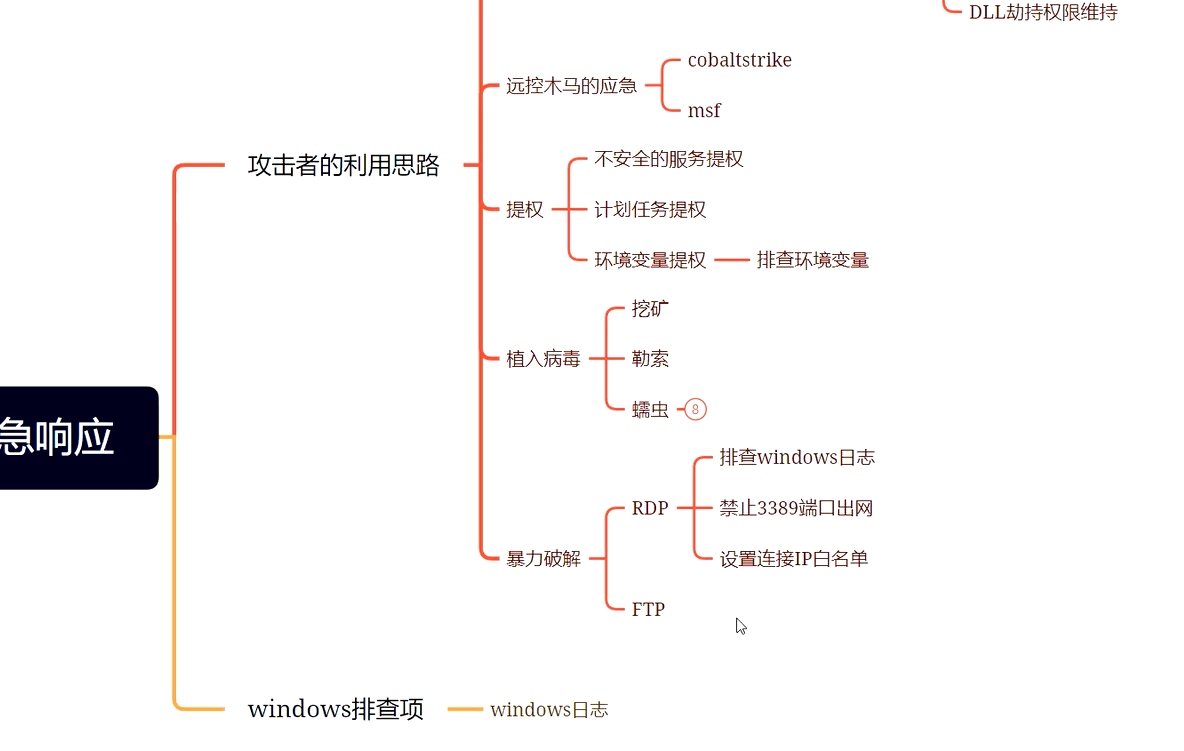 DLL劫持权限维持
远控木马的应急
cobaltstrike
msf
攻击者的利用思路
提权
不安全的服务提权
计划任务提权
环境变量提权
排查环境变量
植入病毒
挖矿
勒索
蠕虫
8
急响应
暴力破解
RDP
排查windows日志
禁止3389端口出网
设置连接IP白名单
FTP
windows排查项
windows日志